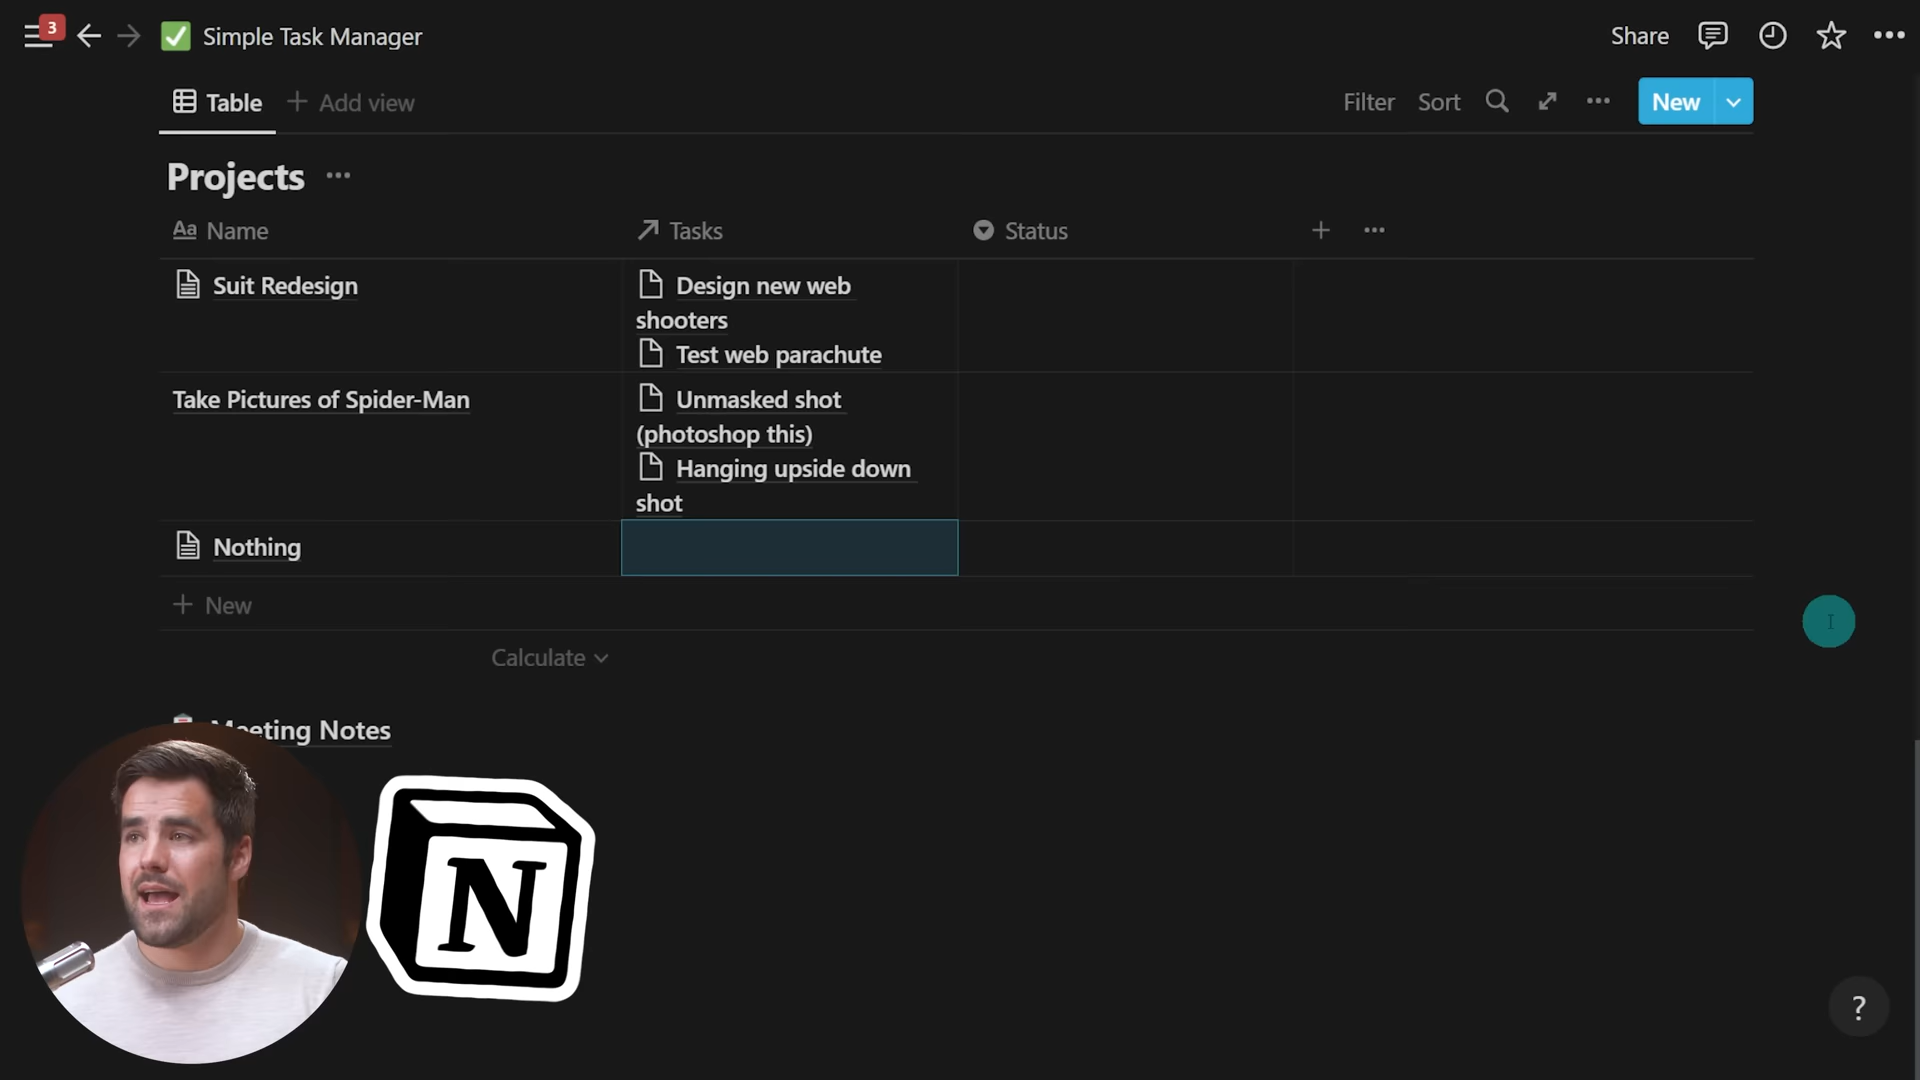 3
Simple Task Manager
Share
Table
Add view
Filter
Sort
New
Projects
Aa Name
Tasks
Status
Suit Redesign
Design new web
shooters
Test web parachute
Take Pictures of Spider-Man
Unmasked shot
(photoshop this)
Hanging upside down
shot
Nothing
New
Calculate
Meeting Notes
N
?